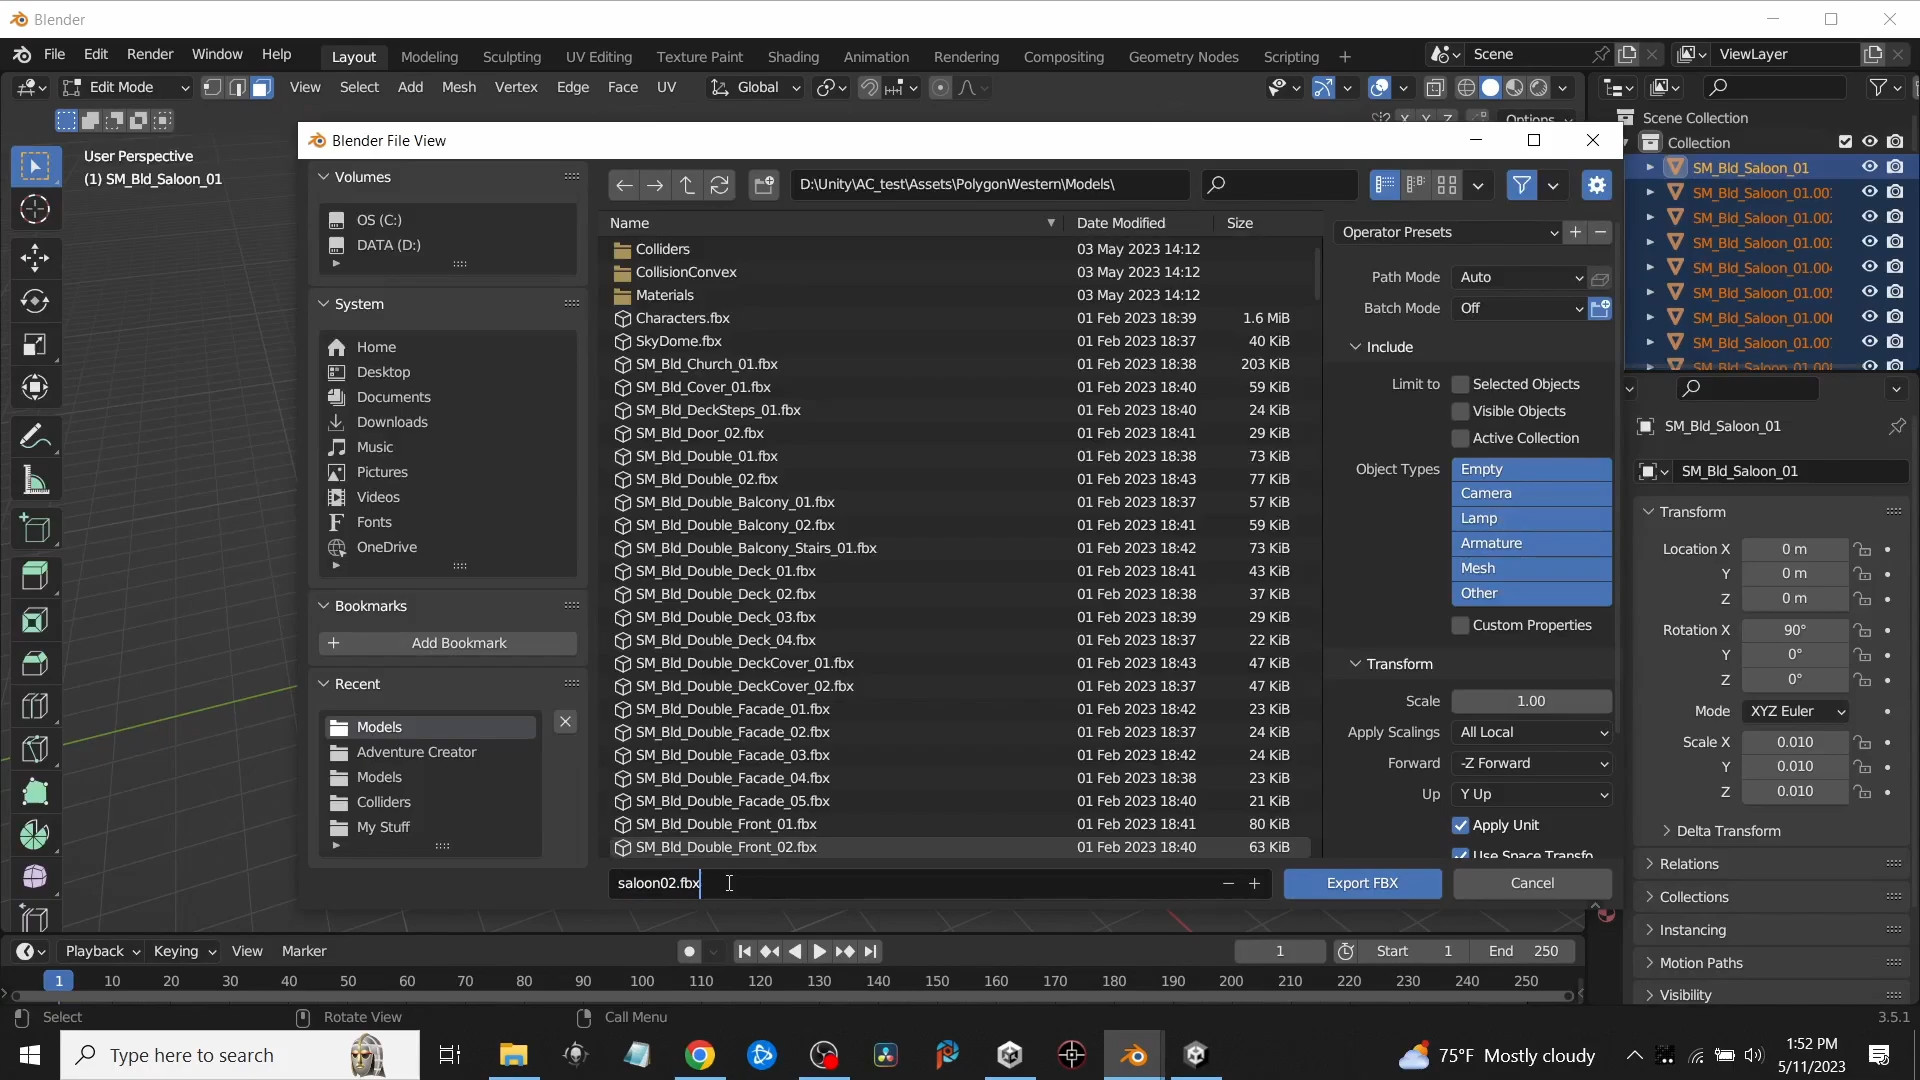 Blender
File Edit Render Window Help Layout Modeling Sculpting UV Editing Texture Paint Shading Animation Rendering Compositing Geometry Nodes Scripting + Scene ViewLayer
Edit Mode View Select Add Mesh Vertex Edge Face UV Global
X Y Z Options
User Perspective
(1) SM_Bld_Saloon_01
Blender File View
Volumes
OS (C:)
DATA (D:)
System
Home
Desktop
Documents
Downloads
Music
Pictures
Videos
Fonts
OneDrive
Bookmarks
Add Bookmark
Recent
Models
Adventure Creator
Models
Colliders
My Stuff
D:\Unity\AC_test\Assets\PolygonWestern\Models\
Name Date Modified Size
Colliders 03 May 2023 14:12
CollisionConvex 03 May 2023 14:12
Materials 03 May 2023 14:12
Characters.fbx 01 Feb 2023 18:39 1.6 MiB
SkyDome.fbx 01 Feb 2023 18:37 40 KiB
SM_Bld_Church_01.fbx 01 Feb 2023 18:38 203 KiB
SM_Bld_Cover_01.fbx 01 Feb 2023 18:40 59 KiB
SM_Bld_DeckSteps_01.fbx 01 Feb 2023 18:40 24 KiB
SM_Bld_Door_02.fbx 01 Feb 2023 18:41 29 KiB
SM_Bld_Double_01.fbx 01 Feb 2023 18:38 73 KiB
SM_Bld_Double_02.fbx 01 Feb 2023 18:43 77 KiB
SM_Bld_Double_Balcony_01.fbx 01 Feb 2023 18:37 57 KiB
SM_Bld_Double_Balcony_02.fbx 01 Feb 2023 18:41 59 KiB
SM_Bld_Double_Balcony_Stairs_01.fbx 01 Feb 2023 18:42 73 KiB
SM_Bld_Double_Deck_01.fbx 01 Feb 2023 18:41 43 KiB
SM_Bld_Double_Deck_02.fbx 01 Feb 2023 18:38 37 KiB
SM_Bld_Double_Deck_03.fbx 01 Feb 2023 18:39 29 KiB
SM_Bld_Double_Deck_04.fbx 01 Feb 2023 18:37 22 KiB
SM_Bld_Double_DeckCover_01.fbx 01 Feb 2023 18:43 47 KiB
SM_Bld_Double_DeckCover_02.fbx 01 Feb 2023 18:37 47 KiB
SM_Bld_Double_Facade_01.fbx 01 Feb 2023 18:42 23 KiB
SM_Bld_Double_Facade_02.fbx 01 Feb 2023 18:37 24 KiB
SM_Bld_Double_Facade_03.fbx 01 Feb 2023 18:42 24 KiB
SM_Bld_Double_Facade_04.fbx 01 Feb 2023 18:38 23 KiB
SM_Bld_Double_Facade_05.fbx 01 Feb 2023 18:40 21 KiB
SM_Bld_Double_Front_01.fbx 01 Feb 2023 18:41 80 KiB
SM_Bld_Double_Front_02.fbx 01 Feb 2023 18:40 63 KiB
saloon02.fbx Export FBX Cancel
Operator Presets
Path Mode Auto
Batch Mode Off
Include
Limit to Selected Objects
Visible Objects
Active Collection
Object Types Empty
Camera
Lamp
Armature
Mesh
Other
Custom Properties
Transform
Scale 1.00
Apply Scalings All Local
Forward -Z Forward
Up Y Up
Apply Unit
Use Space Transfo
Scene Collection
Collection
SM_Bld_Saloon_01
SM_Bld_Saloon_01.00
SM_Bld_Saloon_01.002
SM_Bld_Saloon_01.003
SM_Bld_Saloon_01.004
SM_Bld_Saloon_01.005
SM_Bld_Saloon_01.006
SM_Bld_Saloon_01.007
SM_Bld_Saloon_01.008
SM_Bld_Saloon_01
SM_Bld_Saloon_01
Transform
Location X 0 m
Y 0 m
Z 0 m
Rotation X 90°
Y 0°
Z 0°
Mode XYZ Euler
Scale X 0.010
Y 0.010
Z 0.010
Delta Transform
Relations
Collections
Instancing
Motion Paths
Visibility
Playback Keying View Marker 1 Start 1 End 250
1 10 20 30 40 50 60 70 80 90 100 110 120 130 140 150 160 170 180 190 200 210 220 230 240 250
Select Rotate View Call Menu 3.5.1
Type here to search 75°F Mostly cloudy 1:52 PM
5/11/2023